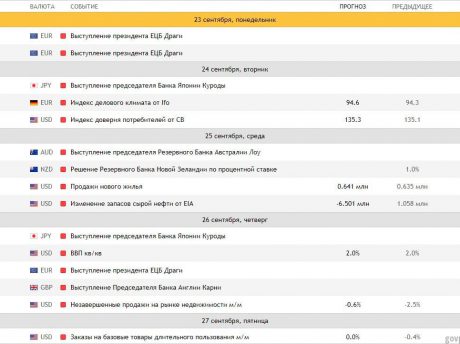 ВАЛЮТА СОБЫТИЕ ПРОГНОЗ ПРЕДЫДУЩЕЕ
23 сентября, понедельник
EUR Выступление президента ЕЦБ Драги
EUR Выступление президента ЕЦБ Драги
24 сентября, вторник
JPY Выступление председателя Банка Японии Куроды
EUR Индекс делового климата от Ifo 94.6 94.3
USD Индекс доверия потребителей от CB 135.3 135.1
25 сентября, среда
AUD Выступление председателя Резервного Банка Австралии Лоу
NZD Решение Резервного Банка Новой Зеландии по процентной ставке 1.0%
USD Продажи нового жилья 0.641 млн 0.635 млн
USD Изменение запасов сырой нефти от EIA -6.501 млн 1.058 млн
26 сентября, четверг
JPY Выступление председателя Банка Японии Куроды
USD ВВП кв/кв 2.0% 2.0%
EUR Выступление президента ЕЦБ Драги
GBP Выступление Председателя Банка Англии Карни
USD Незавершенные продажи на рынке недвижимости м/м -0,6% -2.5%
27 сентября, пятница
USD Заказы на базовые товары длительного пользования м/м 0.0% -0.4%